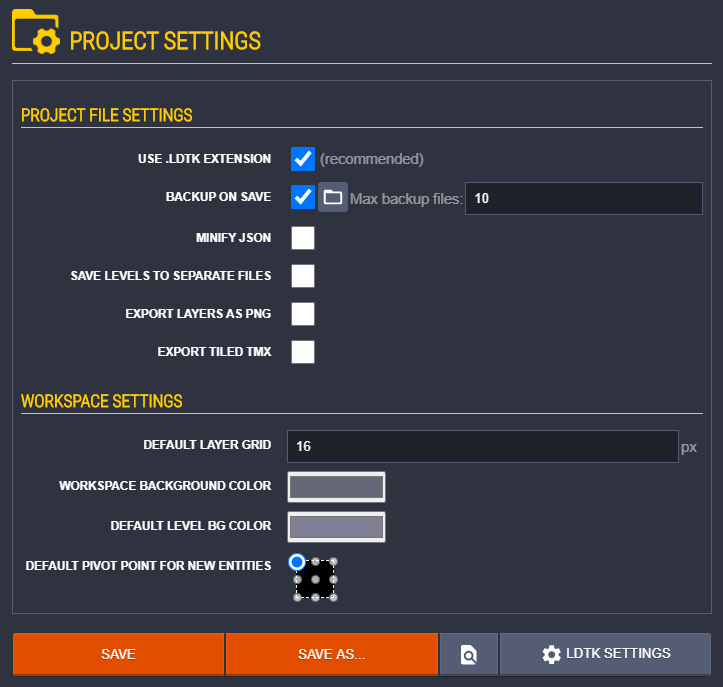 PROJECT SETTINGS
PROJECT FILE SETTINGS
USE .LDTK EXTENSION (recommended)
BACKUP ON SAVE Max backup files: 10
MINIFY JSON
SAVE LEVELS TO SEPARATE FILES
EXPORT LAYERS AS PNG
EXPORT TILED TMX
WORKSPACE SETTINGS
DEFAULT LAYER GRID 16 px
WORKSPACE BACKGROUND COLOR
DEFAULT LEVEL BG COLOR
DEFAULT PIVOT POINT FOR NEW ENTITIES
SAVE SAVE AS... LDTK SETTINGS